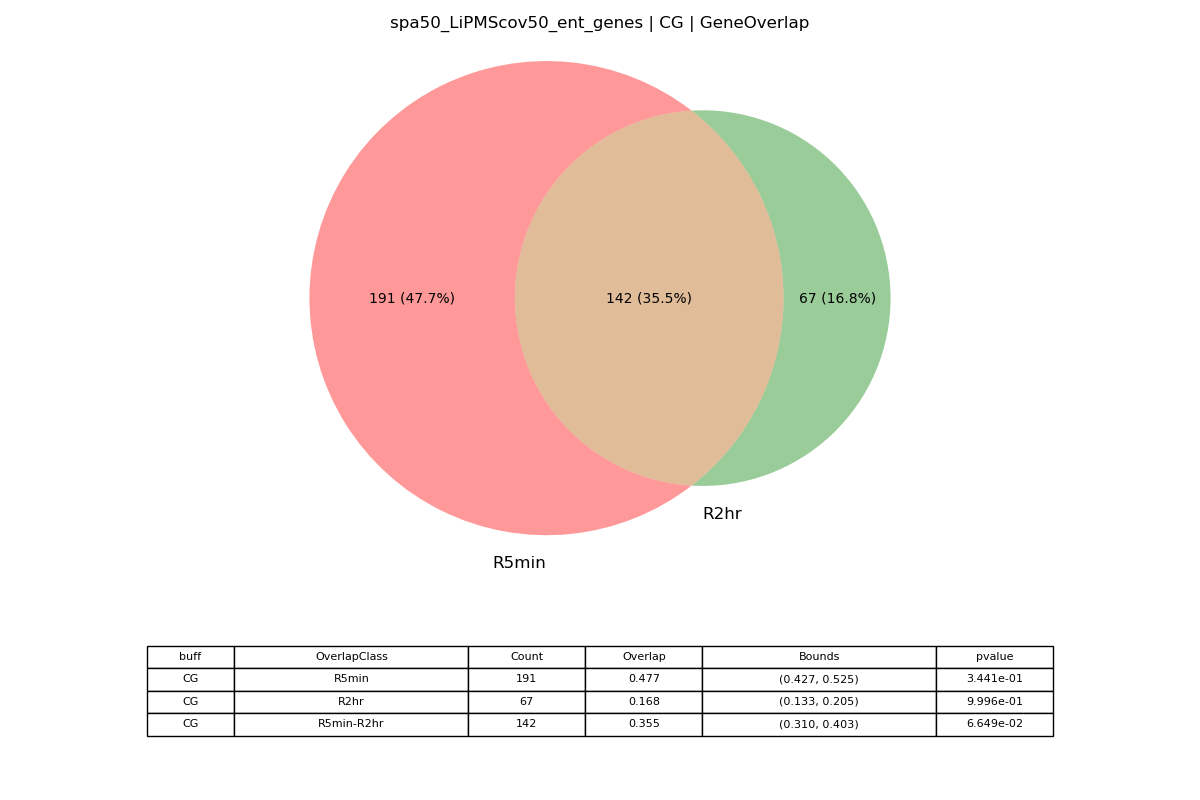 spa50_LiPMScov50_ent_genes | CG | GeneOverlap
191 (47.7%) 142 (35.5%) 67 (16.8%)
R2hr
R5min
buff OverlapClass Count Overlap Bounds pvalue
CG R5min 191 0.477 (0.427, 0.525) 3.441e-01
CG R2hr 67 0.168 (0.133, 0.205) 9.996e-01
CG R5min-R2hr 142 0.355 (0.310, 0.403) 6.649e-02